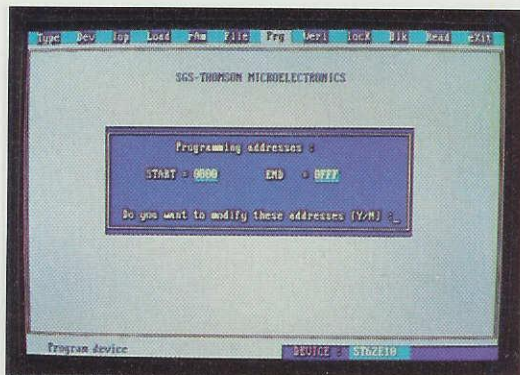 Type Dev Top Load rAm File Prg Veri locK Blk Read eXit
SGS-THOMSON MICROELECTRONICS
Programming addresses :
START : 0000 END : 0FFF
Do you want to modify these addresses (Y/N) :_
Program device DEVICE : ST62E10